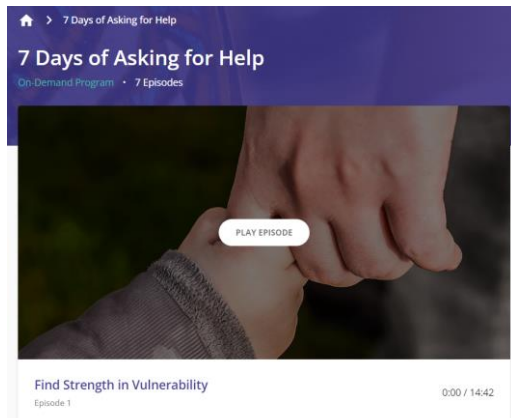 > 7 Days of Asking for Help
7 Days of Asking for Help
On-Demand Program • 7 Episodes
PLAY EPISODE
Find Strength in Vulnerability
0:00 / 14:42
Episode 1